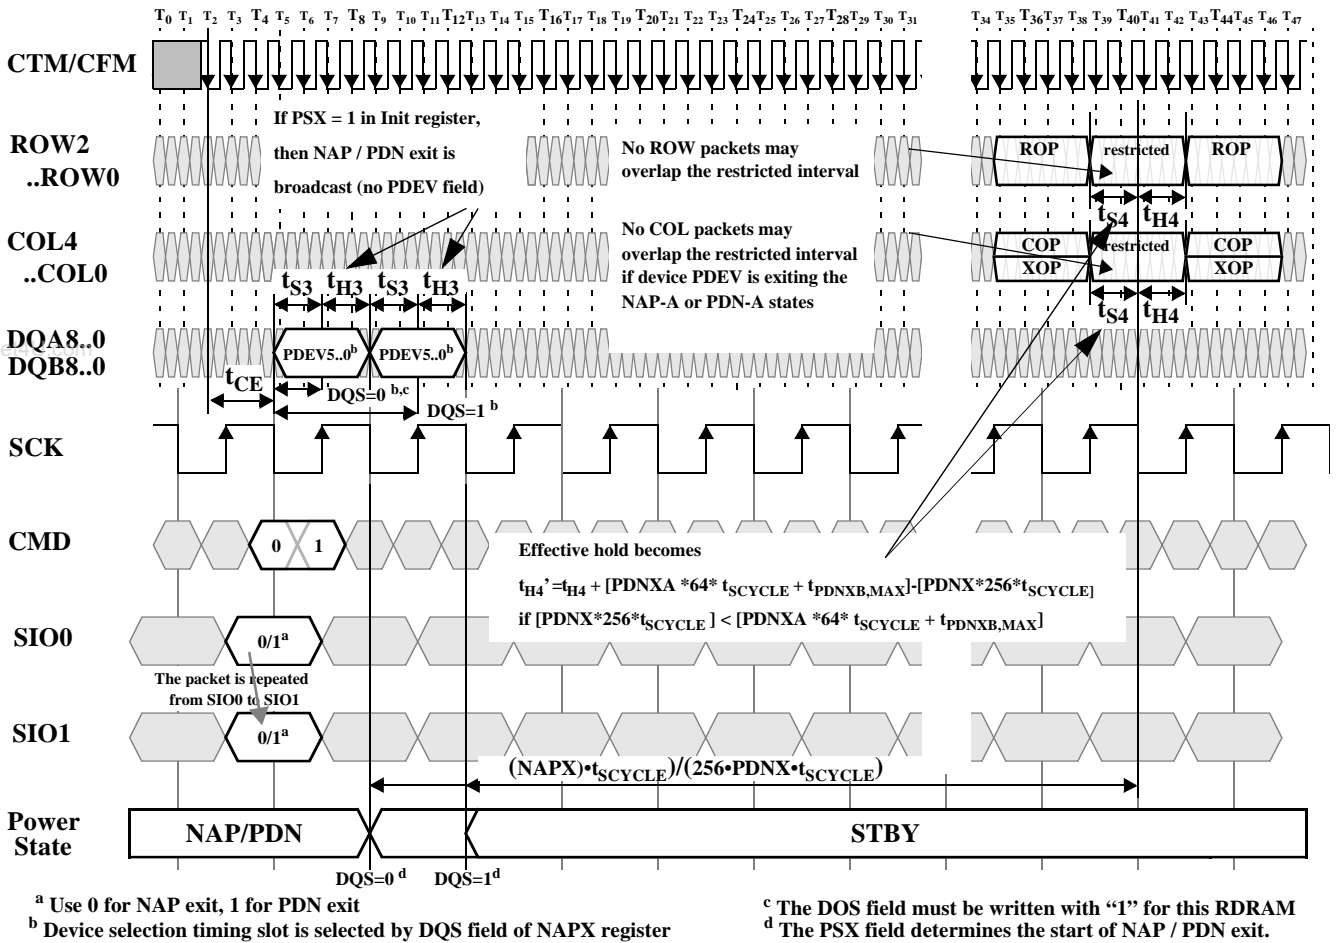 T0 T1 T2 T3 T4 T5 T6 T7 T8 T9 T10 T11 T12 T13 T14 T15 T16 T17 T18 T19 T20 T21 T22 T23 T24 T25 T26 T27 T28 T29 T30 T31 T34 T35 T36 T37 T38 T39 T40 T41 T42 T43 T44 T45 T46 T47
CTM/CFM
If PSX = 1 in Init register,
then NAP / PDN exit is
broadcast (no PDEV field)
ROW2
..ROW0
No ROW packets may
overlap the restricted interval
ROP restricted ROP
tS4 tH4
COL4
..COL0
No COL packets may
overlap the restricted interval
if device PDEV is exiting the
NAP-A or PDN-A states
COP restricted COP
XOP XOP
tS3 tH3 tS3 tH3
tS4 tH4
DQA8..0
DQB8..0
PDEV5..0b PDEV5..0b
tCE
DQS=0 b,c
DQS=1 b
SCK
CMD
0 1
Effective hold becomes
tH4’=tH4 + [PDNXA *64* tSCYCLE + tPDNXB,MAX]-[PDNX*256*tSCYCLE]
if [PDNX*256*tSCYCLE ] < [PDNXA *64* tSCYCLE + tPDNXB,MAX]
SIO0
0/1a
The packet is repeated
from SIO0 to SIO1
SIO1
0/1a
(NAPX)•tSCYCLE)/(256•PDNX•tSCYCLE)
Power
State
NAP/PDN
STBY
DQS=0 d DQS=1d
a Use 0 for NAP exit, 1 for PDN exit
b Device selection timing slot is selected by DQS field of NAPX register
c The DOS field must be written with “1” for this RDRAM
d The PSX field determines the start of NAP / PDN exit.